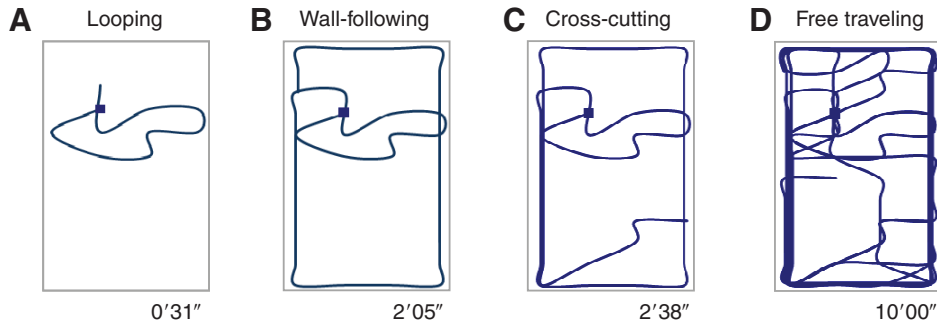 A Looping
B Wall-following
C Cross-cutting
D Free traveling
0′31″
2′05″
2′38″
10′00″